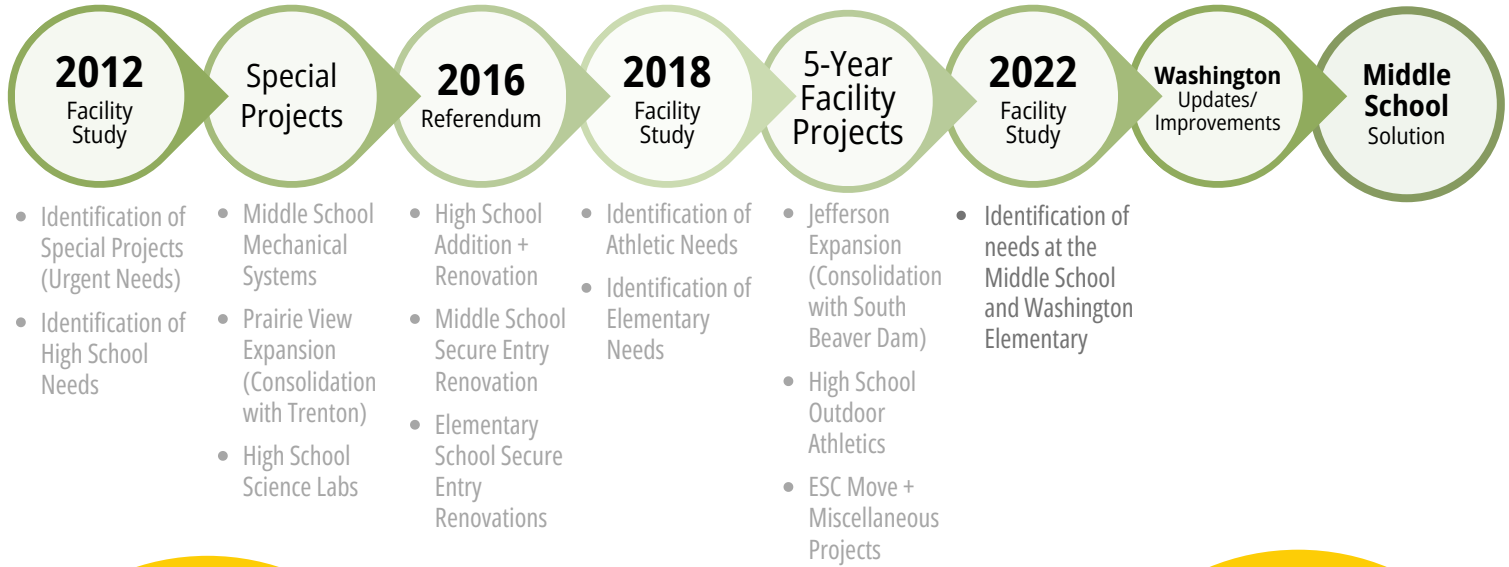 2012
Facility
Study
Special
Projects
2016
Referendum
2018
Facility
Study
5-Year
Facility
Projects
2022
Facility
Study
Washington
Updates/
Improvements
Middle
School
Solution
• Identification of
Special Projects
(Urgent Needs)
• Identification of
High School
Needs
• Middle School
Mechanical
Systems
• Prairie View
Expansion
(Consolidation
with Trenton)
• High School
Science Labs
• High School
Addition +
Renovation
• Middle School
Secure Entry
Renovation
• Elementary
School Secure
Entry
Renovations
• Identification of
Athletic Needs
• Identification of
Elementary
Needs
• Jefferson
Expansion
(Consolidation
with South
Beaver Dam)
• High School
Outdoor
Athletics
• ESC Move +
Miscellaneous
Projects
• Identification of
needs at the
Middle School
and Washington
Elementary